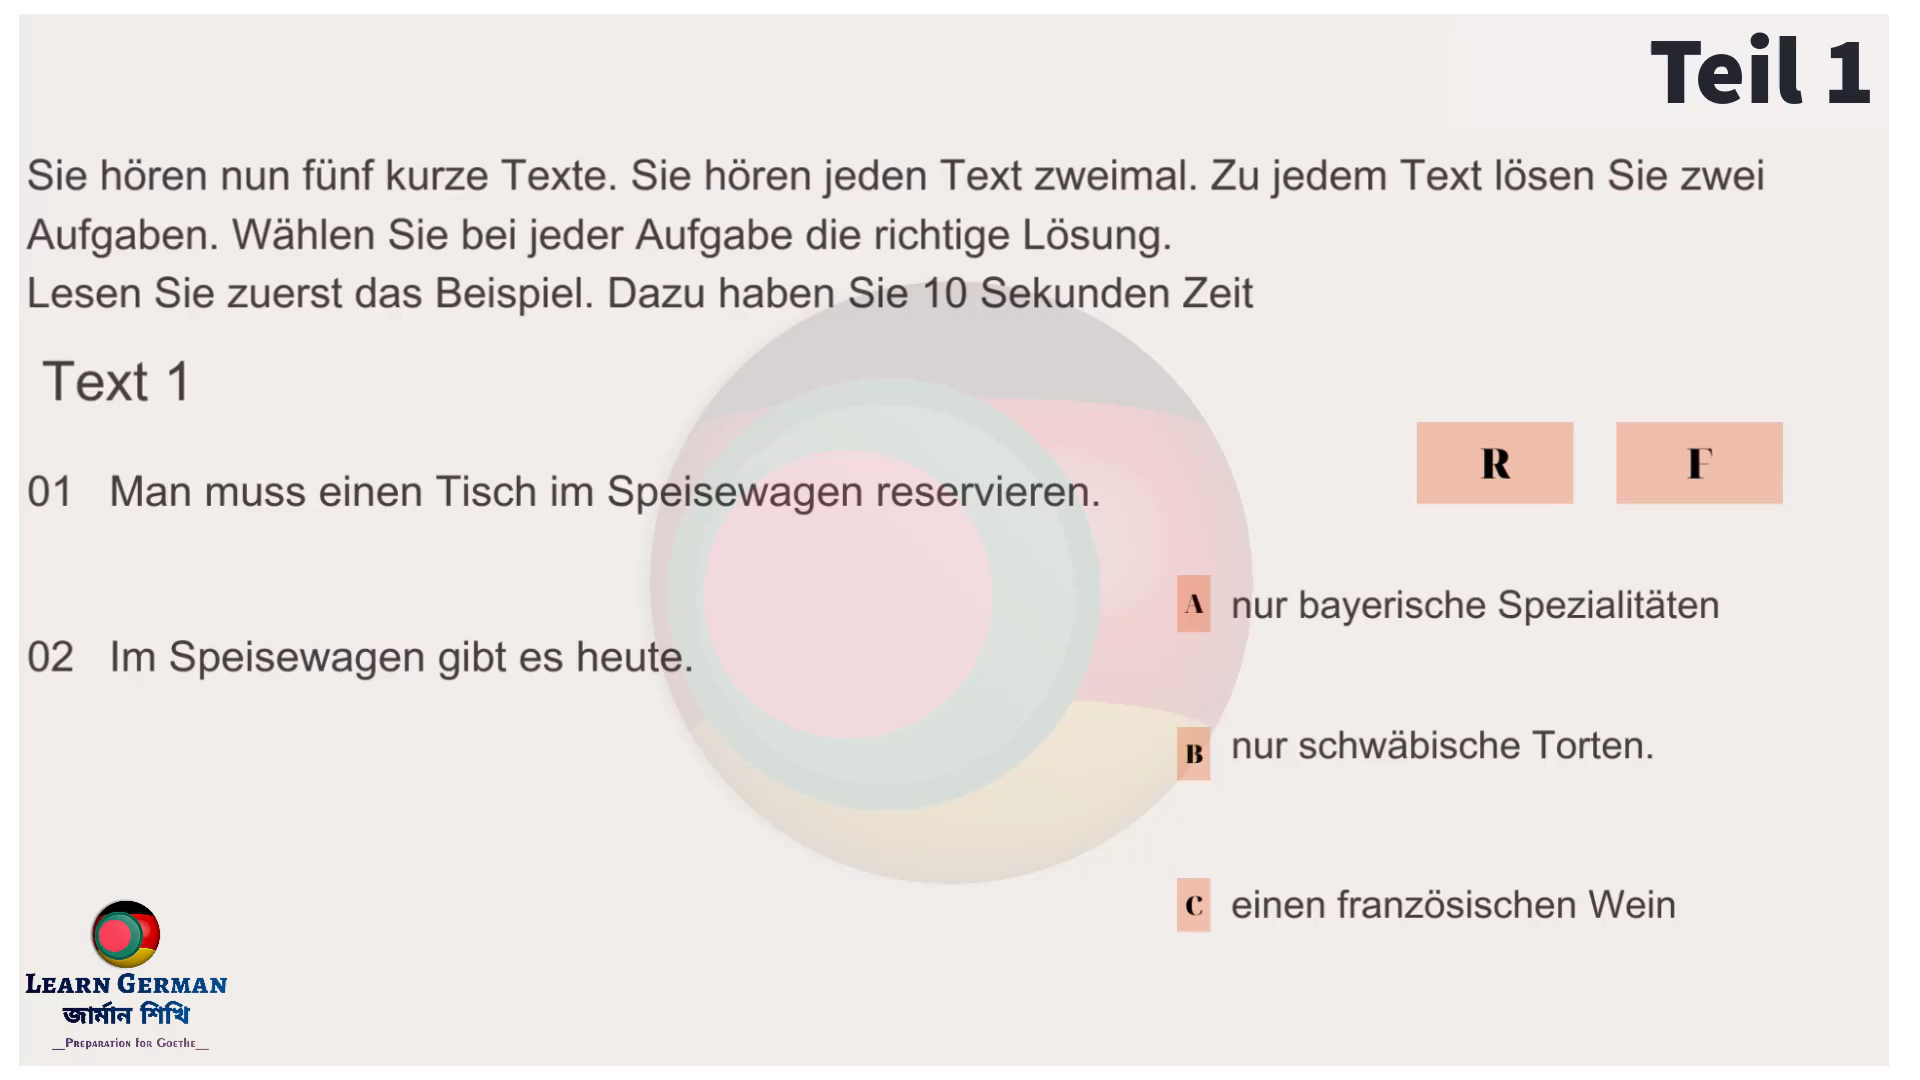 Teil 1
Sie hören nun fünf kurze Texte. Sie hören jeden Text zweimal. Zu jedem Text lösen Sie zwei
Aufgaben. Wählen Sie bei jeder Aufgabe die richtige Lösung.
Lesen Sie zuerst das Beispiel. Dazu haben Sie 10 Sekunden Zeit
Text 1
R F
01 Man muss einen Tisch im Speisewagen reservieren.
A nur bayerische Spezialitäten
02 Im Speisewagen gibt es heute.
B nur schwäbische Torten.
C einen französischen Wein
LEARN GERMAN
জার্মান শিখি
__PREPARATION for GOETHE__